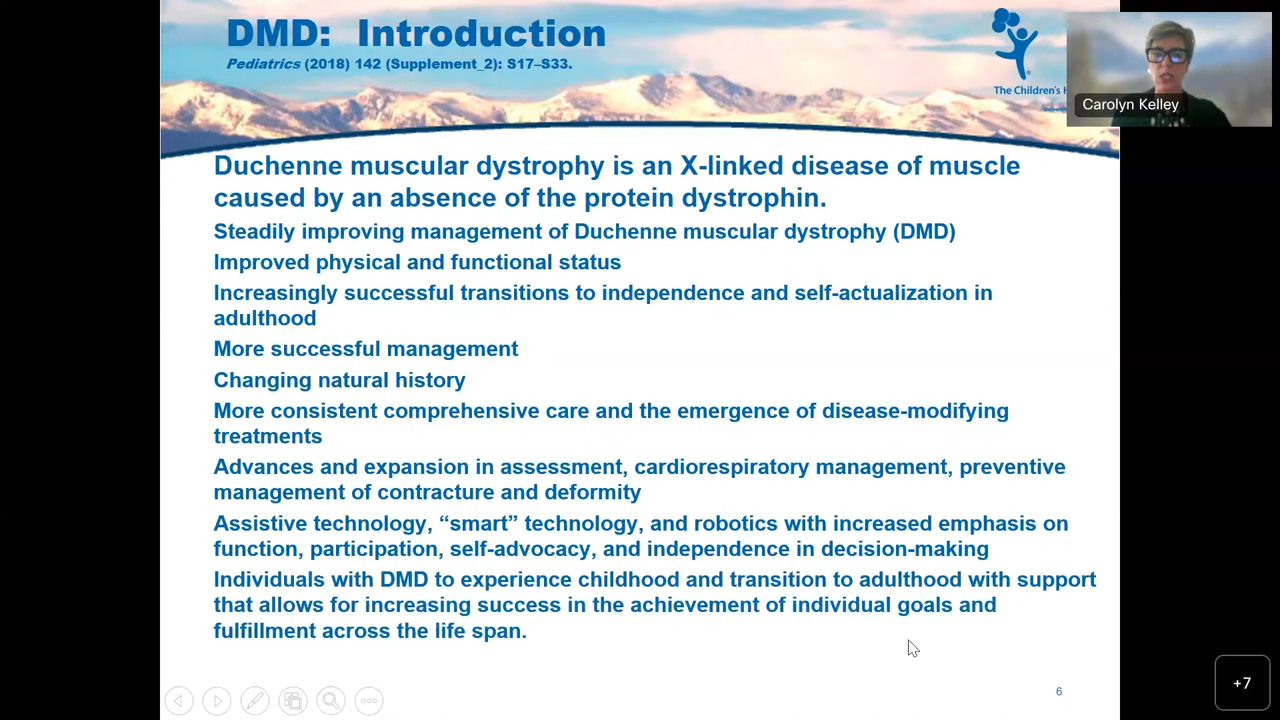 DMD:  Introduction
Pediatrics (2018) 142 (Supplement_2): S17–S33.
The Children's H
Carolyn Kelley
Duchenne muscular dystrophy is an X-linked disease of muscle
caused by an absence of the protein dystrophin.
Steadily improving management of Duchenne muscular dystrophy (DMD)
Improved physical and functional status
Increasingly successful transitions to independence and self-actualization in
adulthood
More successful management
Changing natural history
More consistent comprehensive care and the emergence of disease-modifying
treatments
Advances and expansion in assessment, cardiorespiratory management, preventive
management of contracture and deformity
Assistive technology, “smart” technology, and robotics with increased emphasis on
function, participation, self-advocacy, and independence in decision-making
Individuals with DMD to experience childhood and transition to adulthood with support
that allows for increasing success in the achievement of individual goals and
fulfillment across the life span.
6
+7